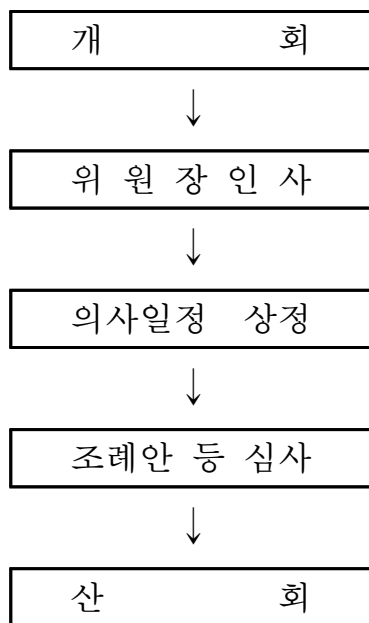 개 회
↓
위 원 장 인 사
↓
의사일정 상정
↓
조례안 등 심사
↓
산 회